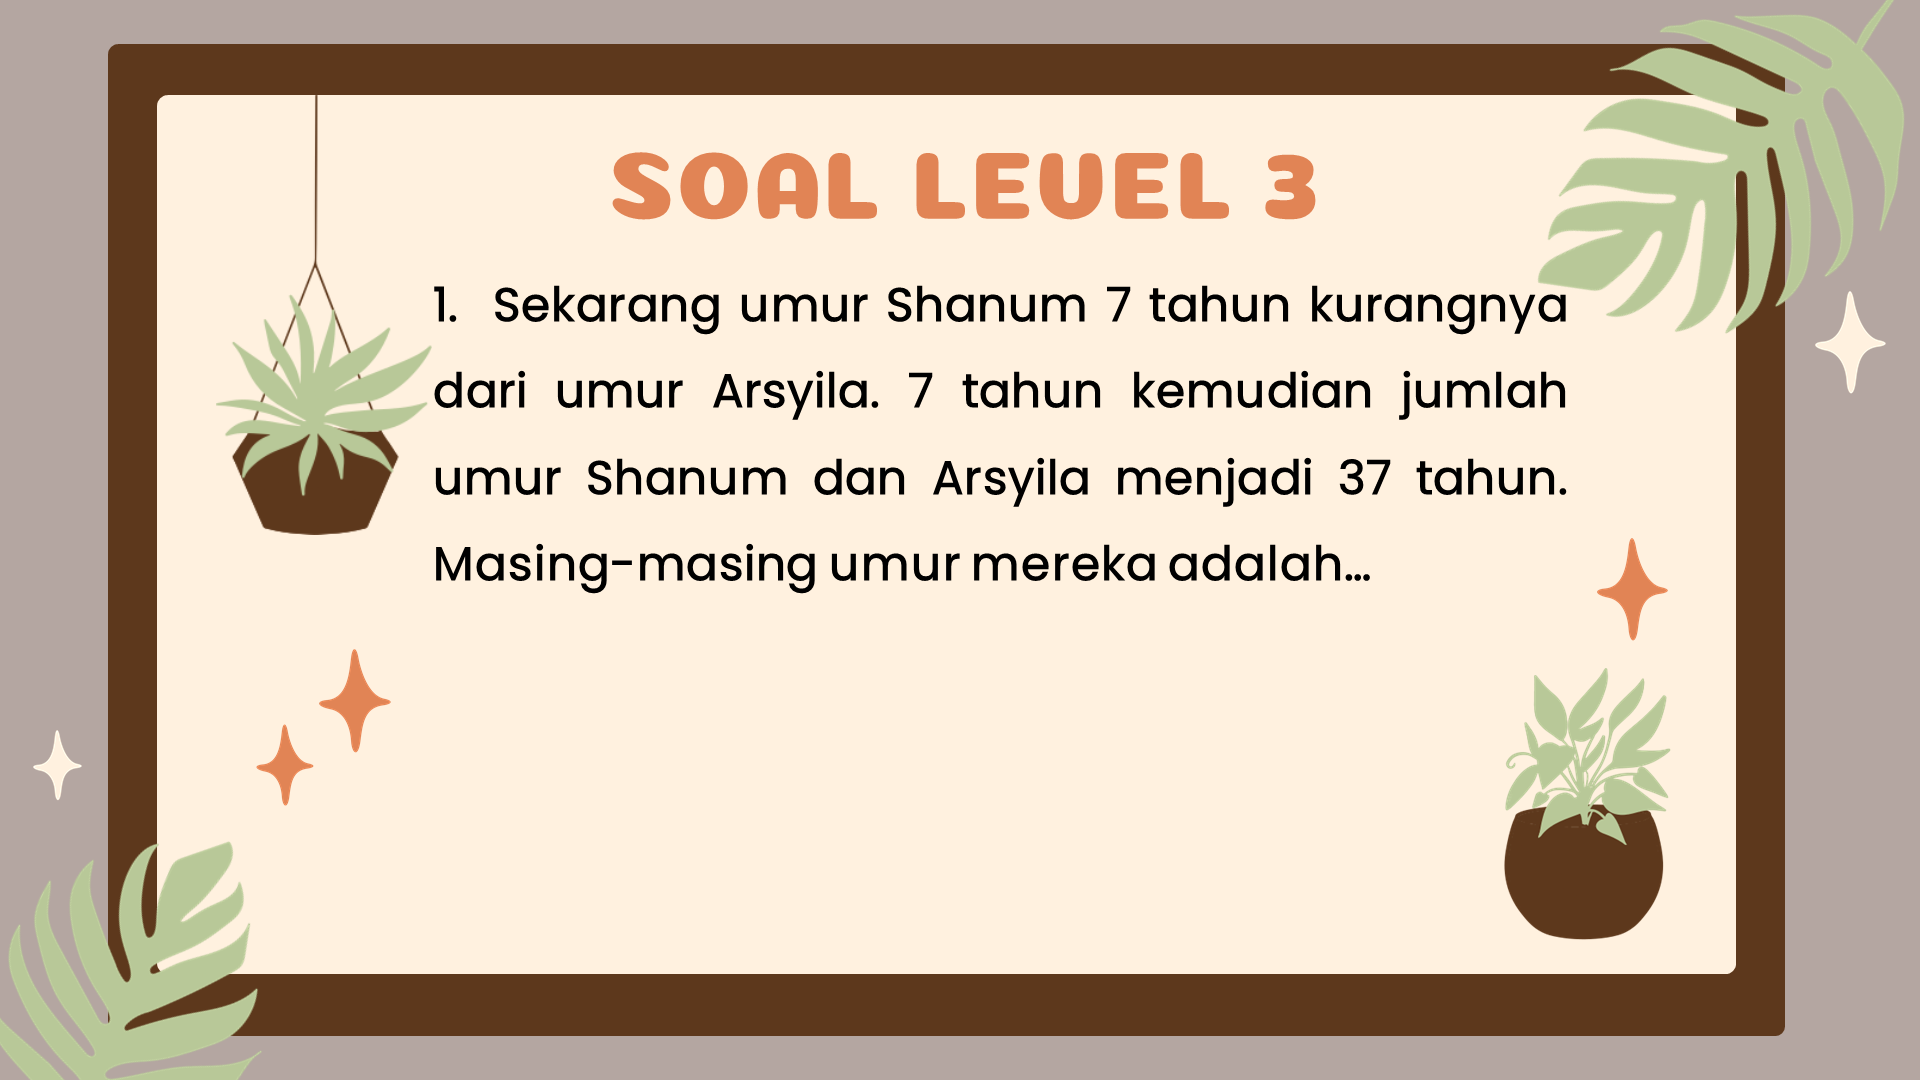 SOAL LEVEL 3
1. Sekarang umur Shanum 7 tahun kurangnya
dari umur Arsyila. 7 tahun kemudian jumlah
umur Shanum dan Arsyila menjadi 37 tahun.
Masing-masing umur mereka adalah...